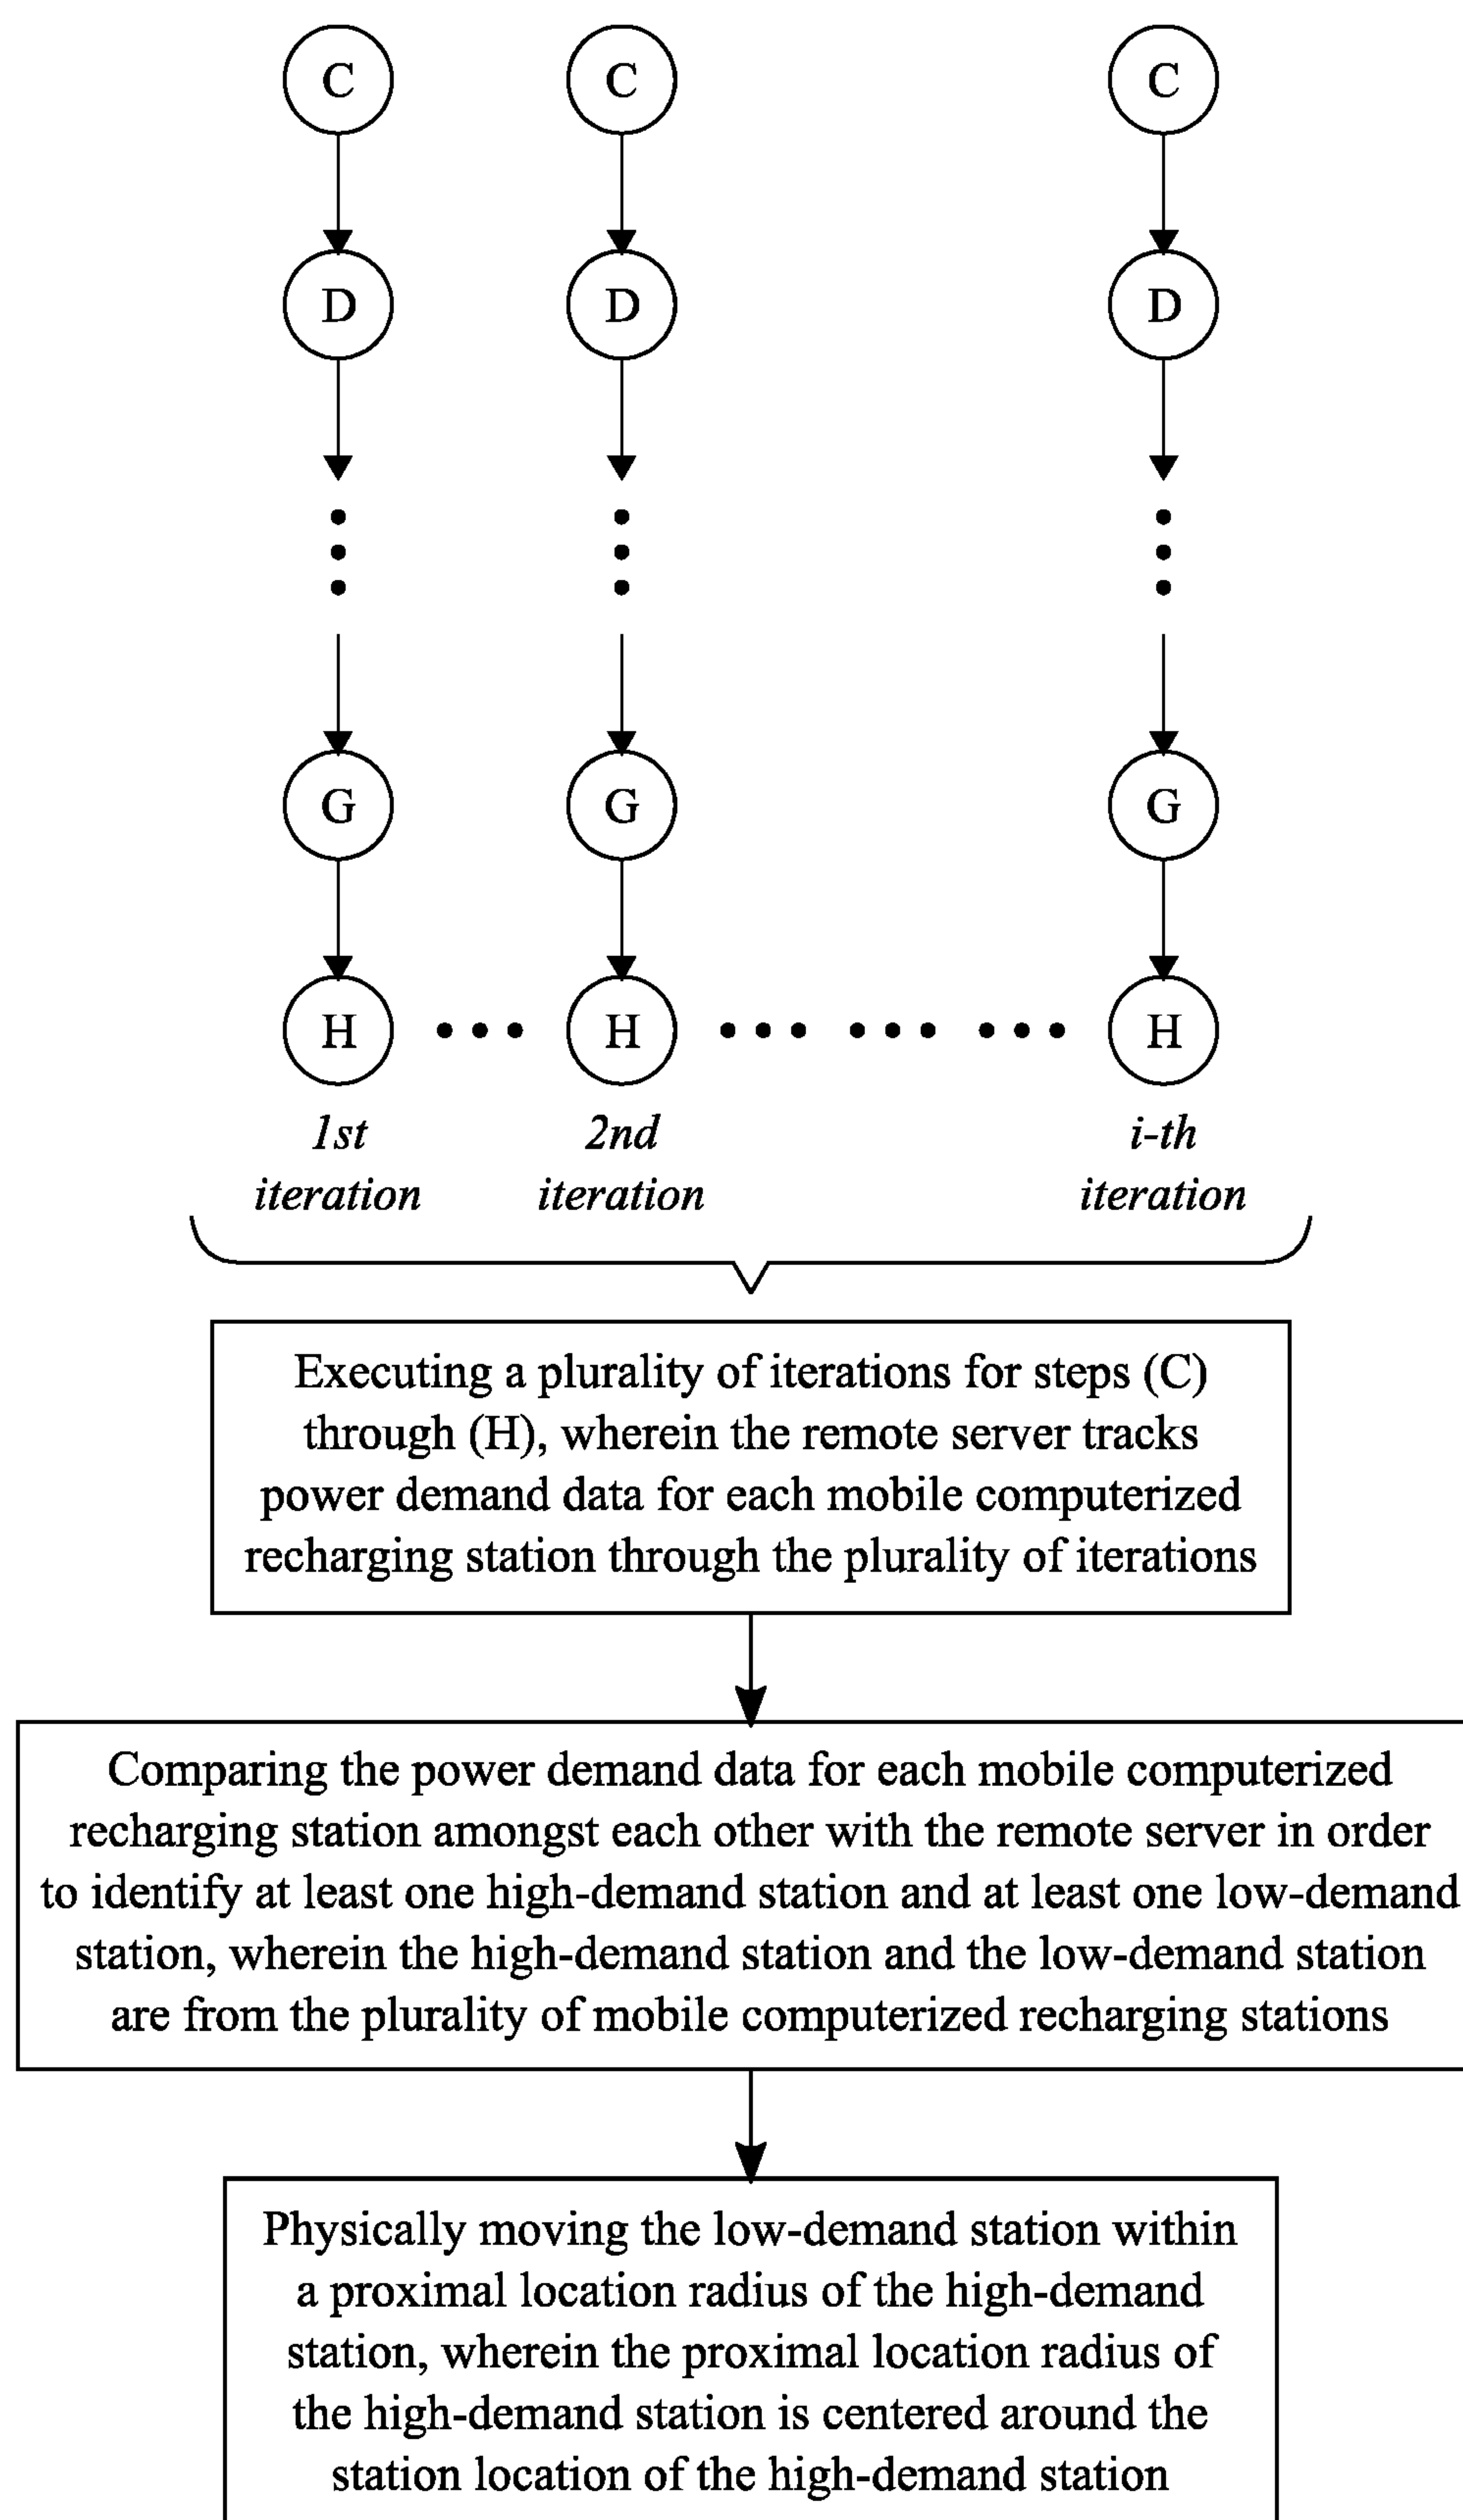 C C C
D D D
G G G
H H H
1st 2nd i-th
iteration iteration iteration
Executing a plurality of iterations for steps (C)
through (H), wherein the remote server tracks
power demand data for each mobile computerized
recharging station through the plurality of iterations
Comparing the power demand data for each mobile computerized
recharging station amongst each other with the remote server in order
to identify at least one high-demand station and at least one low-demand
station, wherein the high-demand station and the low-demand station
are from the plurality of mobile computerized recharging stations
Physically moving the low-demand station within
a proximal location radius of the high-demand
station, wherein the proximal location radius of
the high-demand station is centered around the
station location of the high-demand station